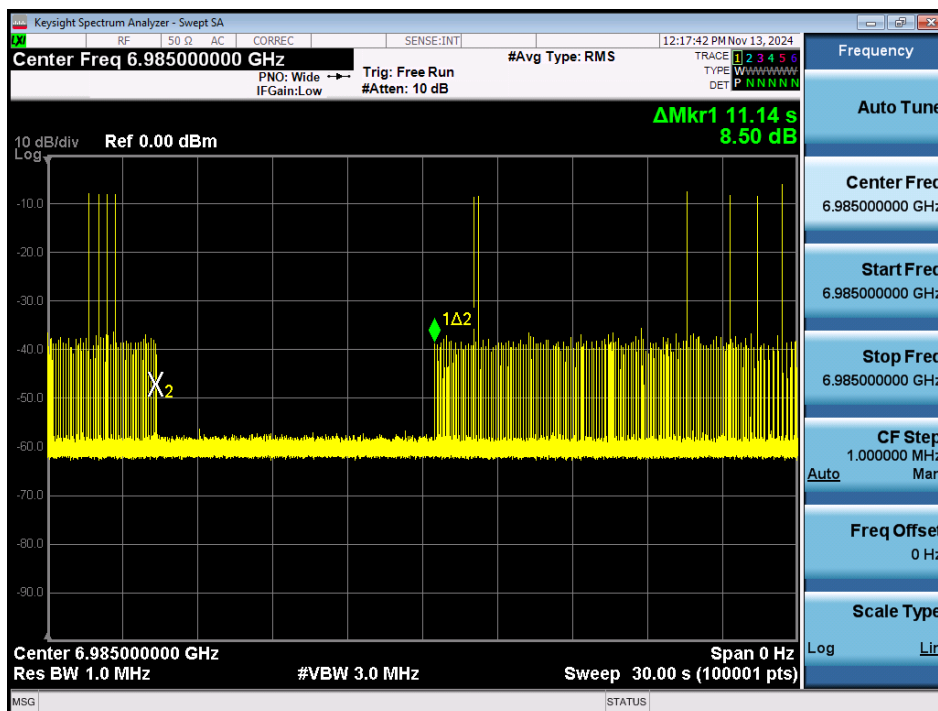 Keysight Spectrum Analyzer - Swept SA
LXI
RF 50 Ω AC CORREC SENSE:INT 12:17:42 PM Nov 13, 2024
Center Freq 6.985000000 GHz
PNO: Wide
IFGain:Low
Trig: Free Run
#Atten: 10 dB
#Avg Type: RMS
TRACE 1 2 3 4 5 6
TYPE WWWWWW
DET P N N N N N
ΔMkr1 11.14 s
8.50 dB
10 dB/div Ref 0.00 dBm
Log
-10.0
-20.0
-30.0
-40.0
-50.0
-60.0
-70.0
-80.0
-90.0
1Δ2
X2
Center 6.985000000 GHz Span 0 Hz
Res BW 1.0 MHz #VBW 3.0 MHz Sweep 30.00 s (100001 pts)
MSG STATUS
Frequency
Auto Tune
Center Freq
6.985000000 GHz
Start Freq
6.985000000 GHz
Stop Freq
6.985000000 GHz
CF Step
1.000000 MHz
Auto Man
Freq Offset
0 Hz
Scale Type
Log Lin